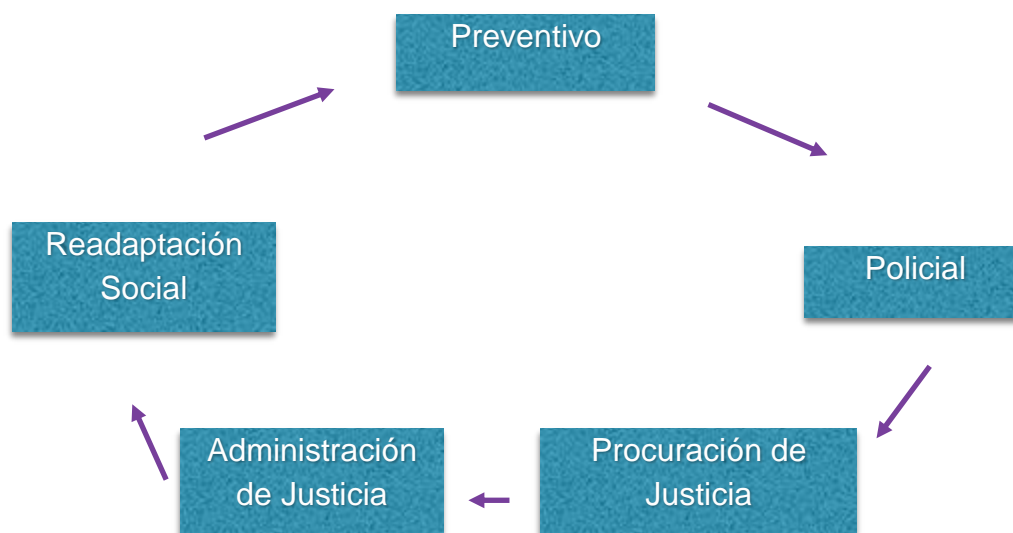 Preventivo
Readaptación
Social
Policial
Administración
de Justicia
Procuración de
Justicia